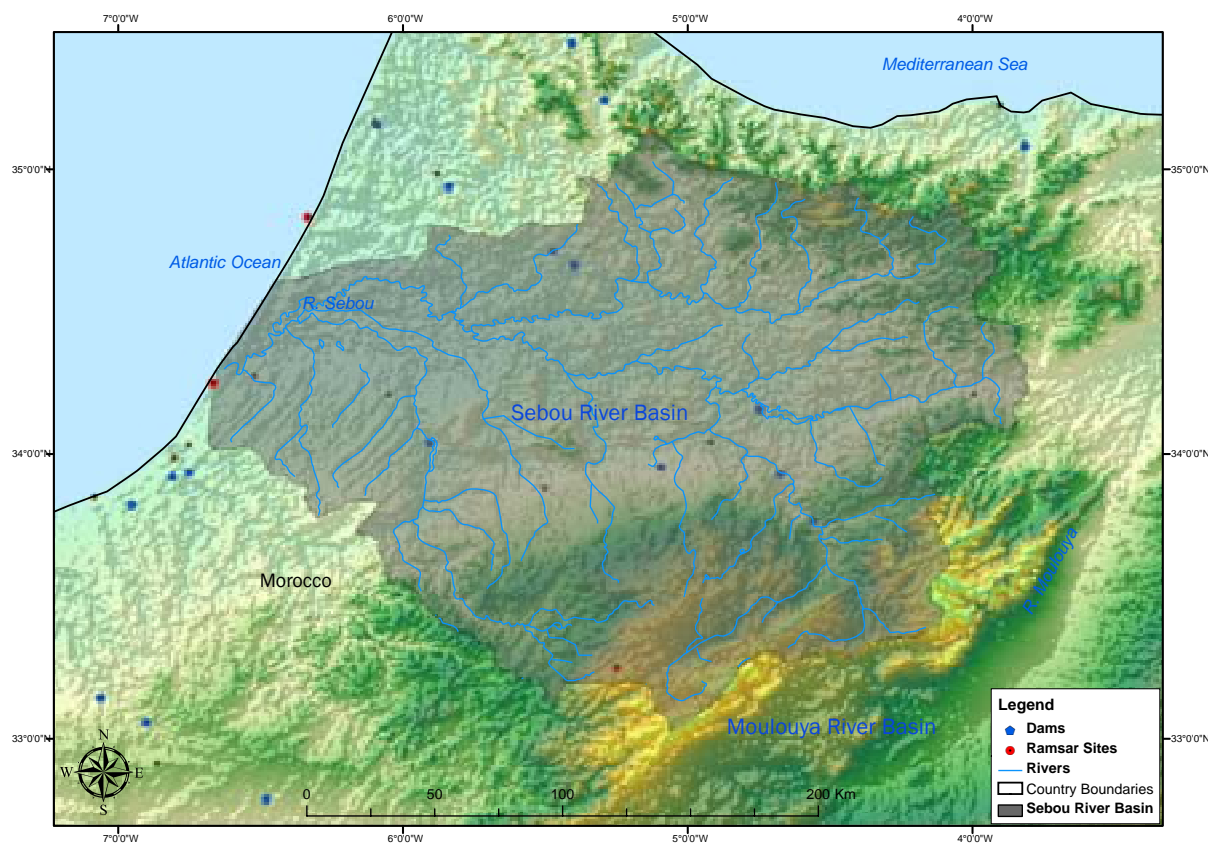 7°0'0"W 6°0'0"W 5°0'0"W 4°0'0"W
Mediterranean Sea
35°0'0"N 35°0'0"N
Atlantic Ocean
R. Sebou
Sebou River Basin
34°0'0"N 34°0'0"N
Morocco
R. Moulouya
Moulouya River Basin
33°0'0"N 33°0'0"N
Legend
Dams
Ramsar Sites
Rivers
Country Boundaries
Sebou River Basin
N
W E
S
0 50 100 200 Km
7°0'0"W 6°0'0"W 5°0'0"W 4°0'0"W